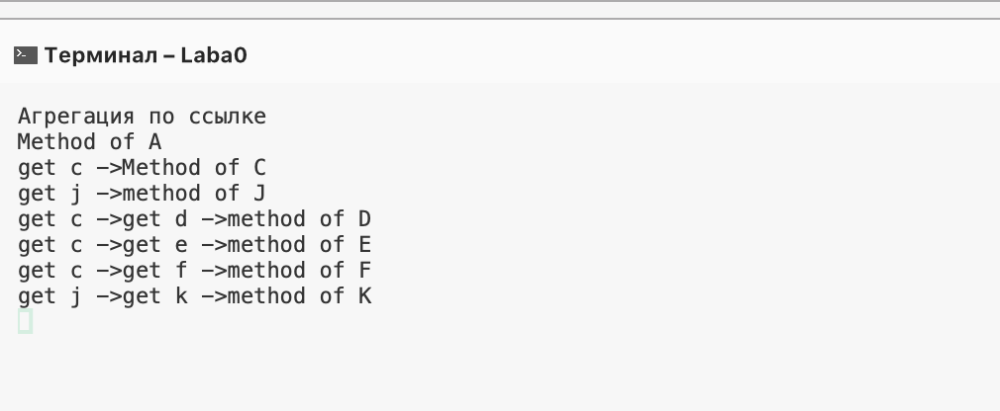 Терминал – Laba0
Агрегация по ссылке
Method of A
get c ->Method of C
get j ->method of J
get c ->get d ->method of D
get c ->get e ->method of E
get c ->get f ->method of F
get j ->get k ->method of K